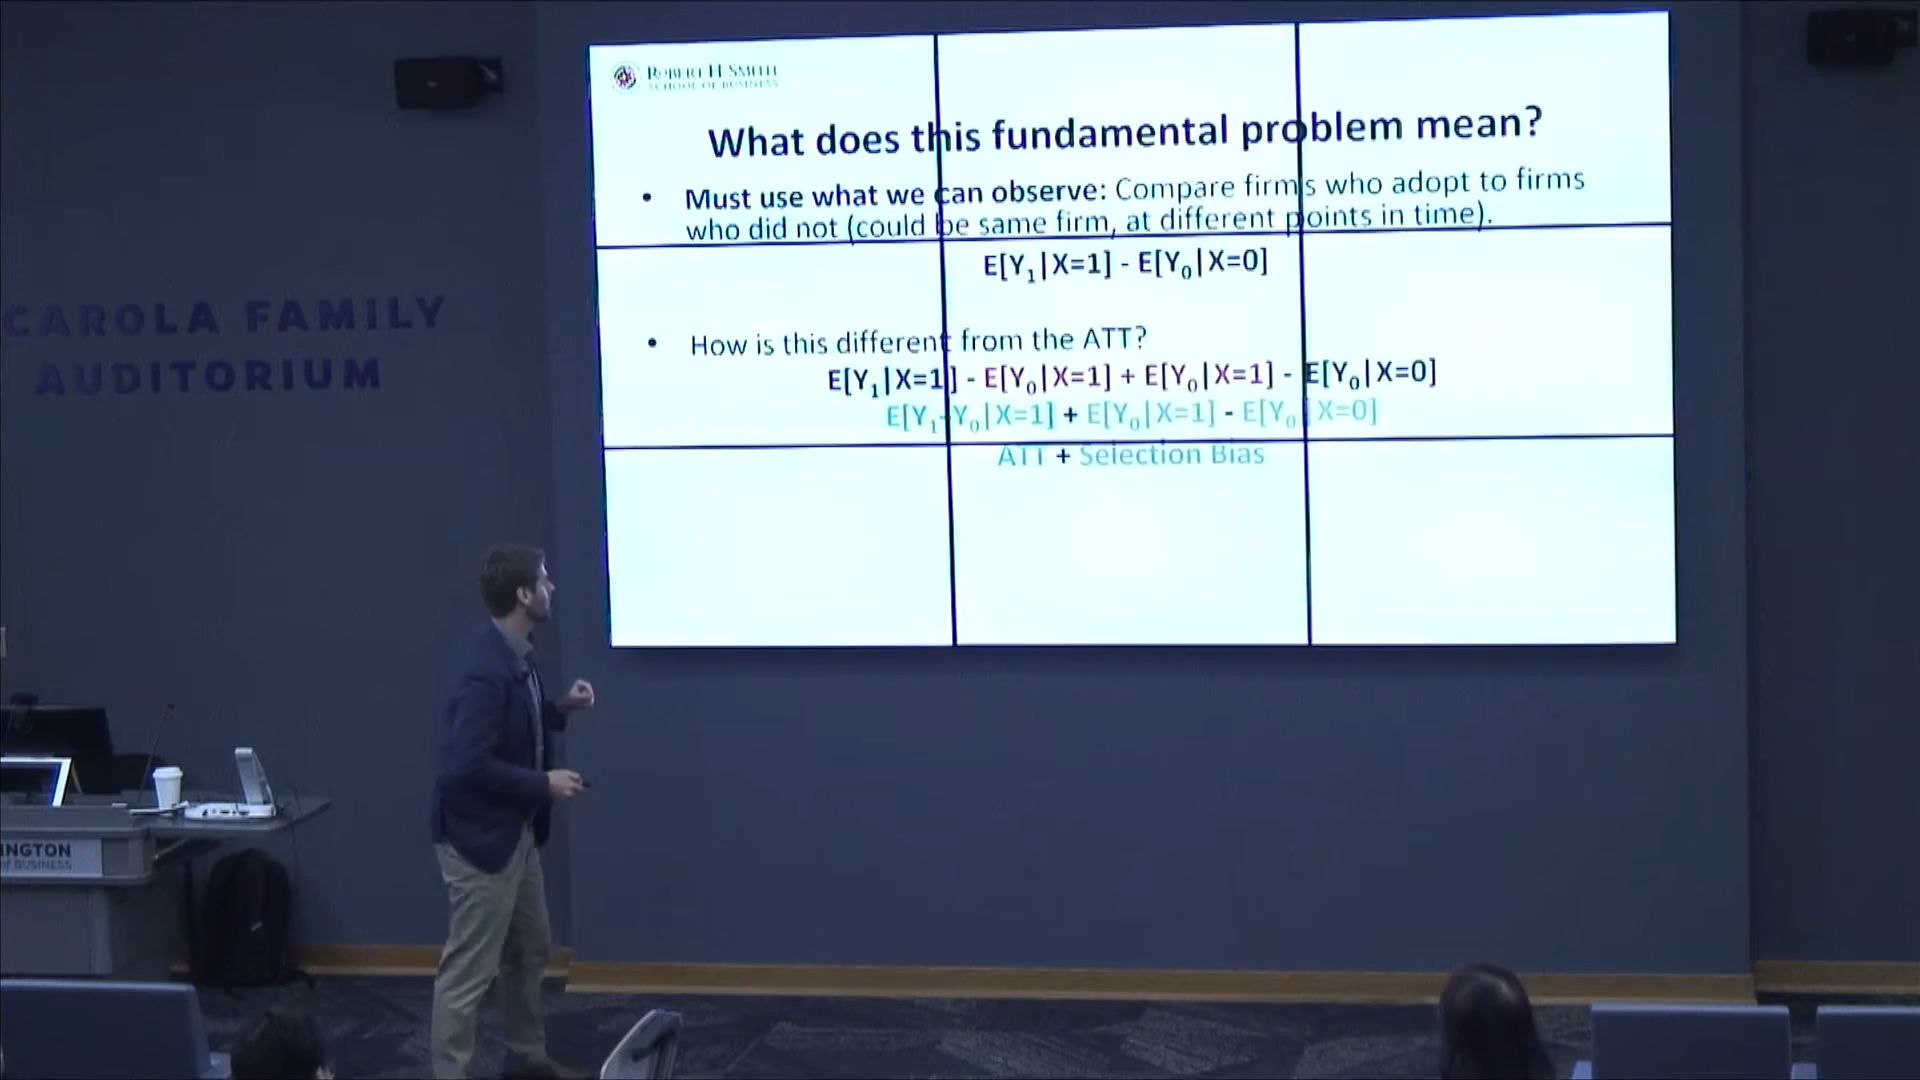 ROBERT H. SMITH
SCHOOL OF BUSINESS
What does this fundamental problem mean?
• Must use what we can observe: Compare firms who adopt to firms
who did not (could be same firm, at different points in time).
E[Y₁|X=1] - E[Y₀|X=0]
• How is this different from the ATT?
E[Y₁|X=1] - E[Y₀|X=1] + E[Y₀|X=1] - E[Y₀|X=0]
E[Y₁-Y₀|X=1] + E[Y₀|X=1] - E[Y₀|X=0]
ATT + Selection Bias
CAROLA FAMILY
AUDITORIUM
INGTON
of BUSINESS